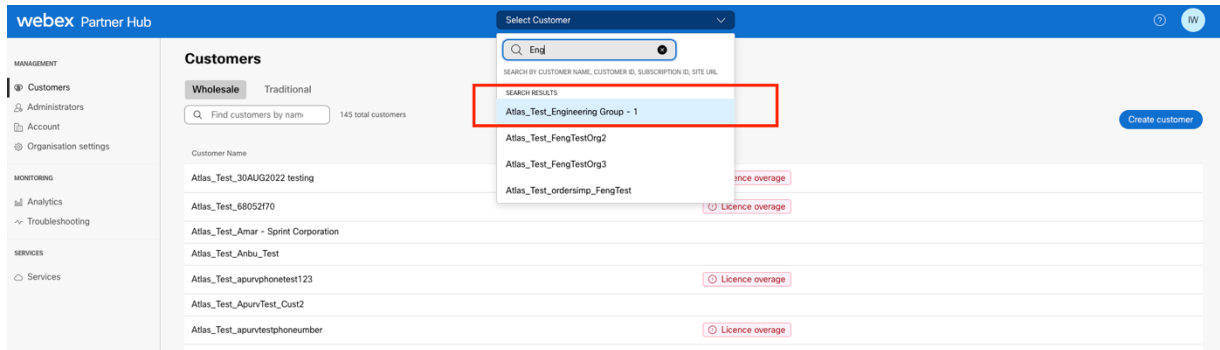 webex Partner Hub
Select Customer
IW
MANAGEMENT
Customers
Administrators
Account
Organisation settings
MONITORING
Analytics
Troubleshooting
SERVICES
Services
Customers
Wholesale Traditional
Find customers by nam
145 total customers
Create customer
Eng
SEARCH BY CUSTOMER NAME, CUSTOMER ID, SUBSCRIPTION ID, SITE URL
SEARCH RESULTS
Atlas_Test_Engineering Group - 1
Atlas_Test_FengTestOrg2
Atlas_Test_FengTestOrg3
Atlas_Test_ordersimp_FengTest
Customer Name
Atlas_Test_30AUG2022 testing
ence overage
Atlas_Test_68052f70
Licence overage
Atlas_Test_Amar - Sprint Corporation
Atlas_Test_Anbu_Test
Atlas_Test_apurvphonetest123
Licence overage
Atlas_Test_ApurvTest_Cust2
Atlas_Test_apurvtestphoneumber
Licence overage